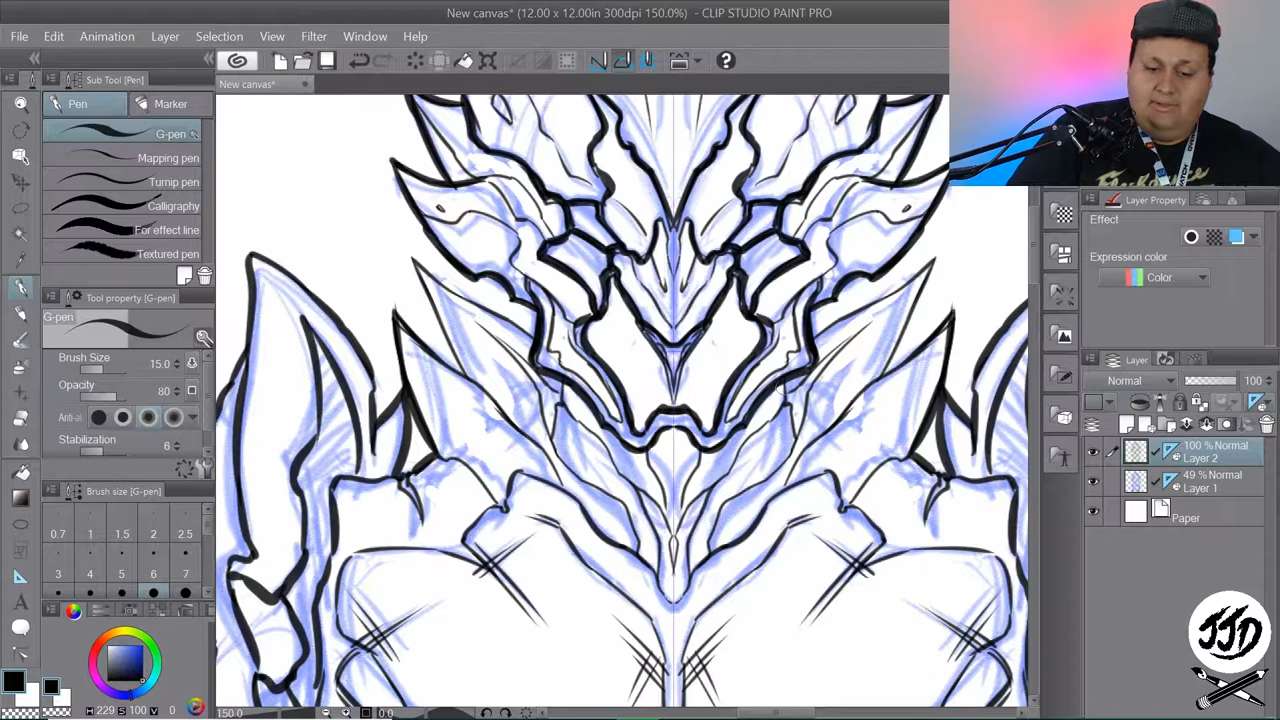 New canvas* (12.00 x 12.00in 300dpi 150.0%) - CLIP STUDIO PAINT PRO
File Edit Animation Layer Selection View Filter Window Help
Sub Tool [Pen]
New canvas*
Pen Marker
G-pen
Mapping pen
Turnip pen
Calligraphy
For effect line
Textured pen
Tool property [G-pen]
G-pen
Brush Size 15.0
Opacity 80
Anti-al
Stabilization 6
Brush size [G-pen]
0.7 1 1.5 2 2.5
3 4 5 6 7
H 229 S 100 V 0
150.0 0.0
Layer Property
Effect
Expression color
Color
Layer
Normal 100
100 % Normal
Layer 2
49 % Normal
Layer 1
Paper
JJD